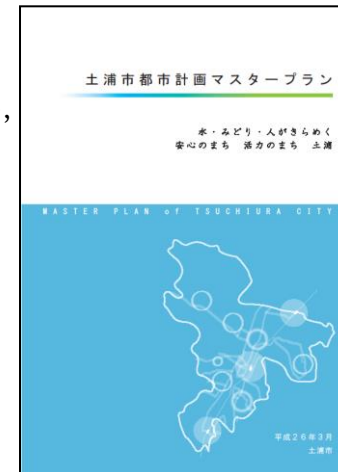 ,
土浦市都市計画マスタープラン
水・みどり・人がきらめく
安心のまち　活力のまち　土浦
MASTER PLAN of TSUCHIURA CITY
平成26年3月
土浦市